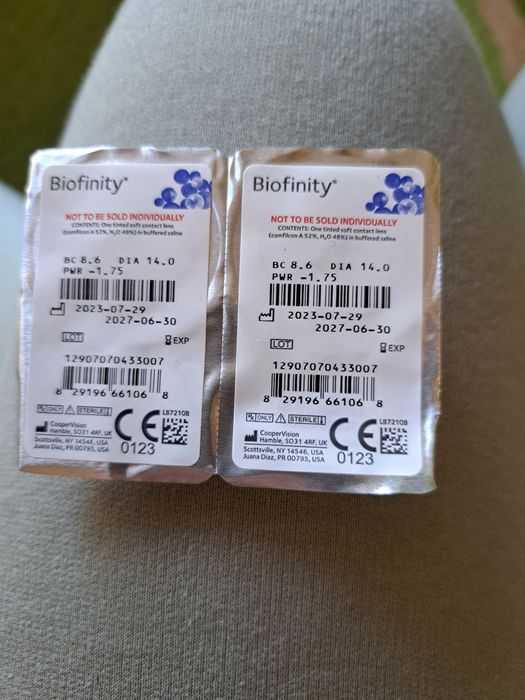 Biofinity®
NOT TO BE SOLD INDIVIDUALLY
CONTENTS: One tinted soft contact lens
(comfilcon A 52%, H₂O 48%) in buffered saline
BC 8.6 DIA 14.0
PWR -1.75
2023-07-29
2027-06-30
LOT
EXP
12907070433007
8 29196 66106 8
Rx ONLY STERILE
LB7210B
CooperVision
Hamble, SO31 4RF, UK
Scottsville, NY 14546, USA
Juana Diaz, PR 00795, USA
CE
0123
Biofinity®
NOT TO BE SOLD INDIVIDUALLY
CONTENTS: One tinted soft contact lens
(comfilcon A 52%, H₂O 48%) in buffered saline
BC 8.6 DIA 14.0
PWR -1.75
2023-07-29
2027-06-30
LOT
EXP
12907070433007
8 29196 66106 8
Rx ONLY STERILE
LB7210B
CooperVision
Hamble, SO31 4RF, UK
Scottsville, NY 14546, USA
Juana Diaz, PR 00795, USA
CE
0123